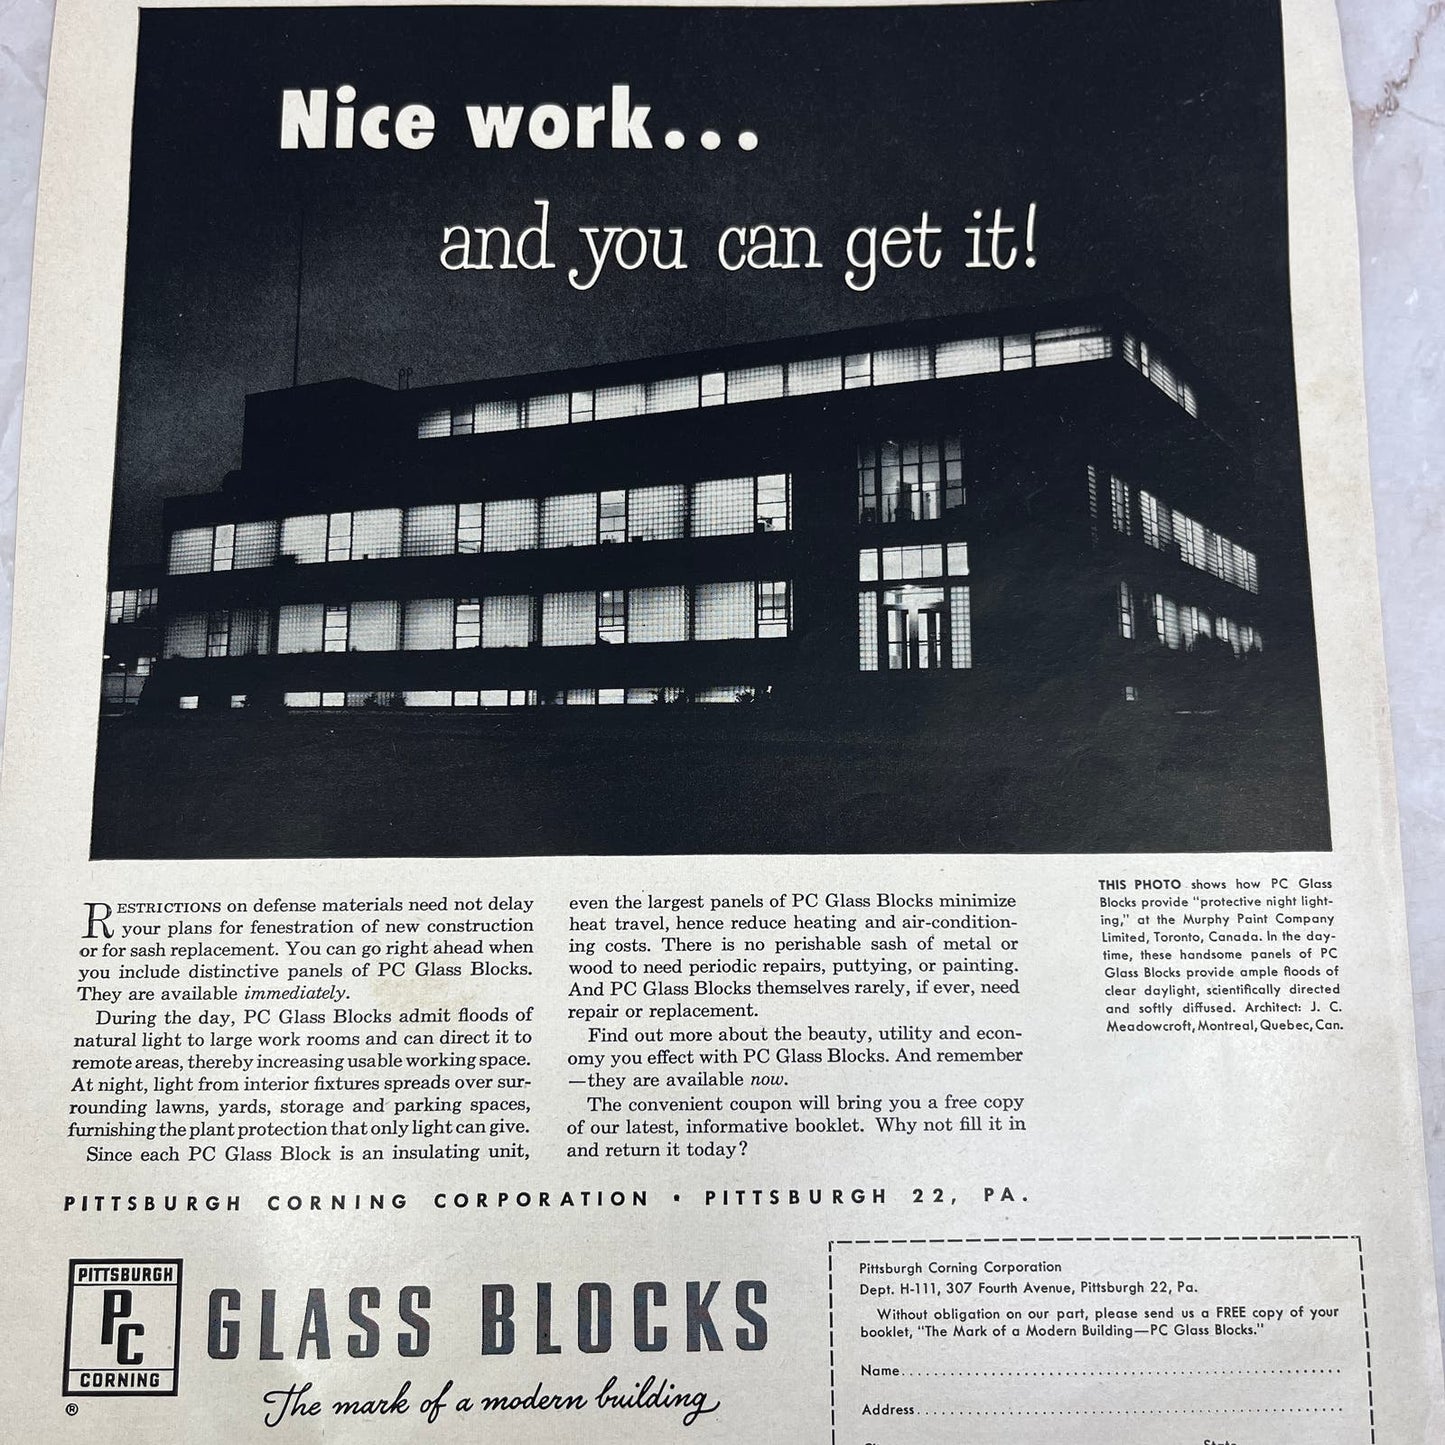 Nice work...
and you can get it!
RESTRICTIONS on defense materials need not delay
your plans for fenestration of new construction
or for sash replacement. You can go right ahead when
you include distinctive panels of PC Glass Blocks.
They are available immediately.
During the day, PC Glass Blocks admit floods of
natural light to large work rooms and can direct it to
remote areas, thereby increasing usable working space.
At night, light from interior fixtures spreads over sur-
rounding lawns, yards, storage and parking spaces,
furnishing the plant protection that only light can give.
Since each PC Glass Block is an insulating unit,
even the largest panels of PC Glass Blocks minimize
heat travel, hence reduce heating and air-condition-
ing costs. There is no perishable sash of metal or
wood to need periodic repairs, puttying, or painting.
And PC Glass Blocks themselves rarely, if ever, need
repair or replacement.
Find out more about the beauty, utility and econ-
omy you effect with PC Glass Blocks. And remember
—they are available now.
The convenient coupon will bring you a free copy
of our latest, informative booklet. Why not fill it in
and return it today?
THIS PHOTO shows how PC Glass
Blocks provide "protective night light-
ing," at the Murphy Paint Company
Limited, Toronto, Canada. In the day-
time, these handsome panels of PC
Glass Blocks provide ample floods of
clear daylight, scientifically directed
and softly diffused. Architect: J. C.
Meadowcroft, Montreal, Quebec, Can.
PITTSBURGH CORNING CORPORATION • PITTSBURGH 22, PA.
PITTSBURGH
PC
CORNING
®
GLASS BLOCKS
The mark of a modern building
Pittsburgh Corning Corporation
Dept. H-111, 307 Fourth Avenue, Pittsburgh 22, Pa.
Without obligation on our part, please send us a FREE copy of your
booklet, "The Mark of a Modern Building—PC Glass Blocks."
Name
Address
State